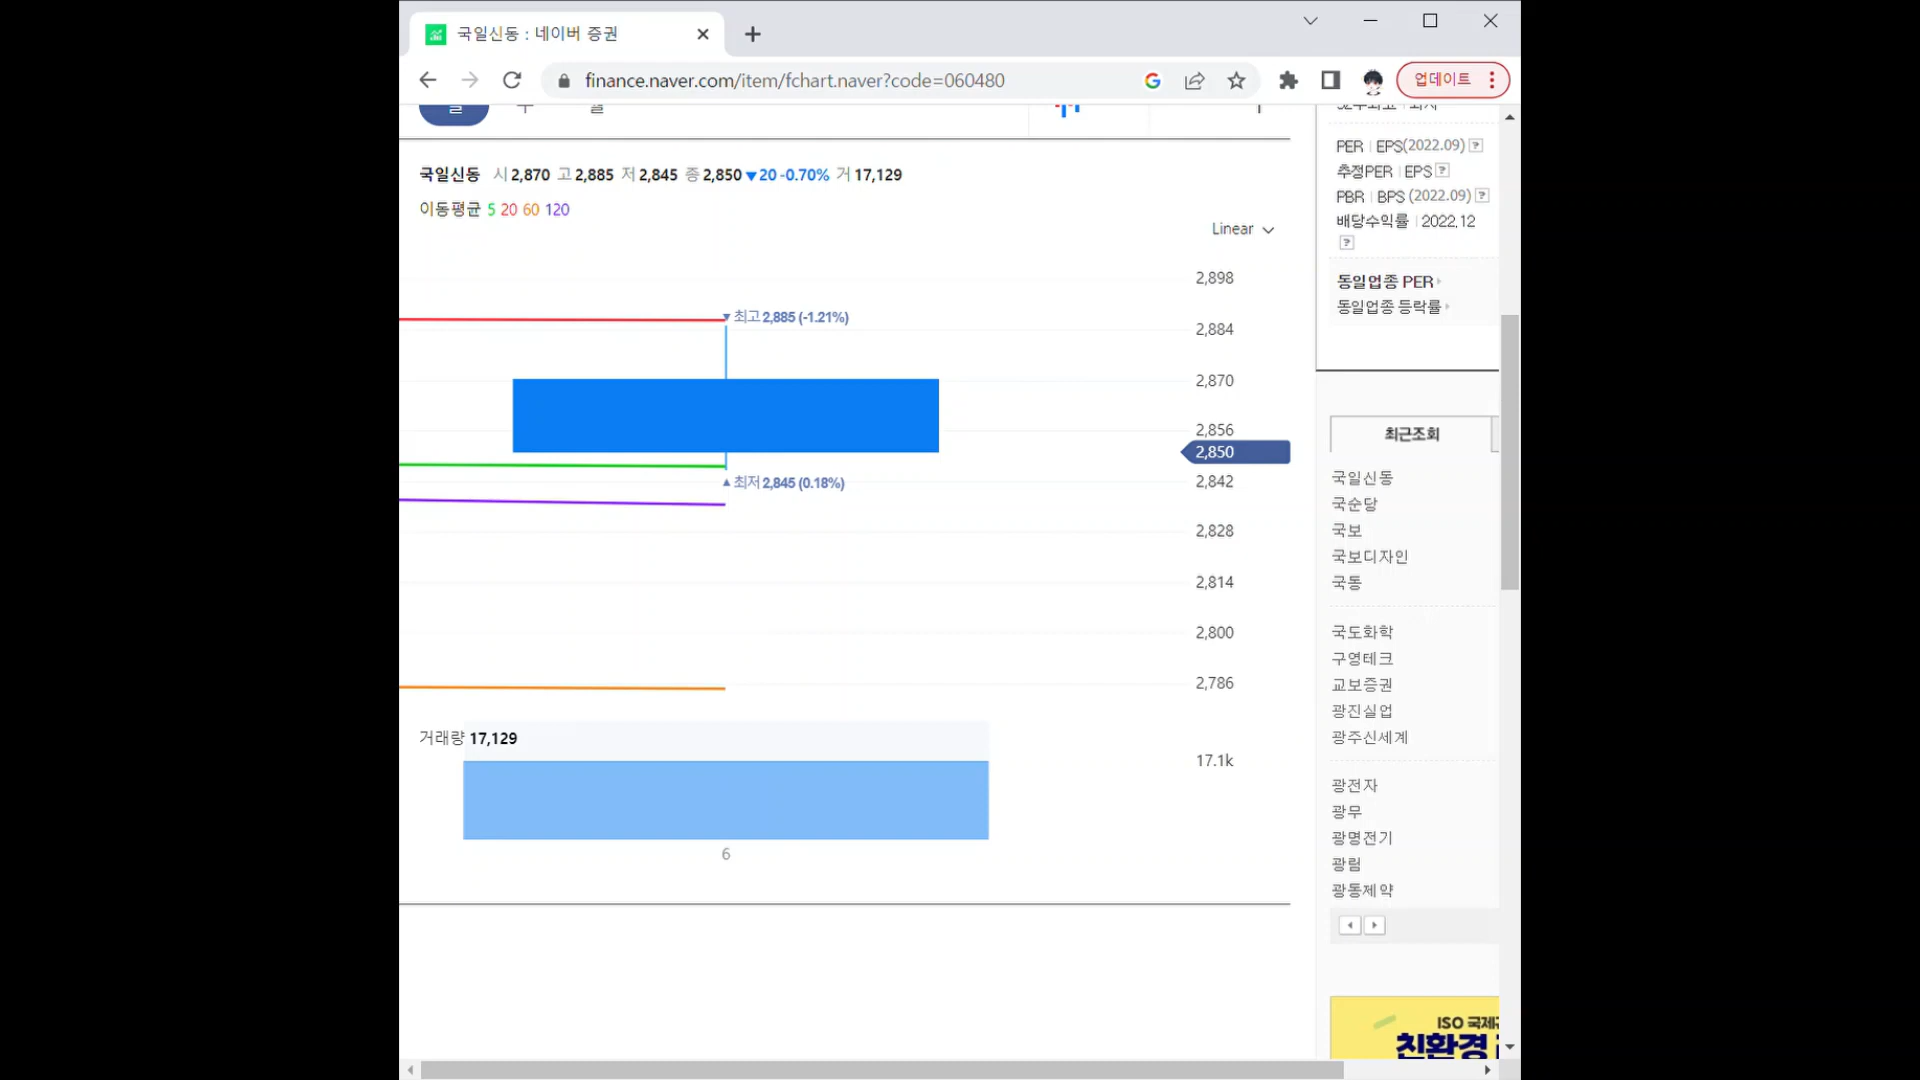 국일신동 : 네이버 증권
finance.naver.com/item/fchart.naver?code=060480
업데이트
국일신동 시 2,870 고 2,885 저 2,845 종 2,850 ▼20 -0.70% 거 17,129
이동평균 5 20 60 120
Linear
2,898
최고 2,885 (-1.21%)
2,884
2,870
2,856
2,850
2,842
최저 2,845 (0.18%)
2,828
2,814
2,800
2,786
거래량 17,129
17.1k
6
PER | EPS(2022.09) ?
추정PER | EPS ?
PBR | BPS (2022.09) ?
배당수익률 | 2022.12
?
동일업종 PER
동일업종 등락률
최근조회
국일신동
국순당
국보
국보디자인
국동
국도화학
구영테크
교보증권
광진실업
광주신세계
광전자
광무
광명전기
광림
광동제약
ISO 국제
친환경